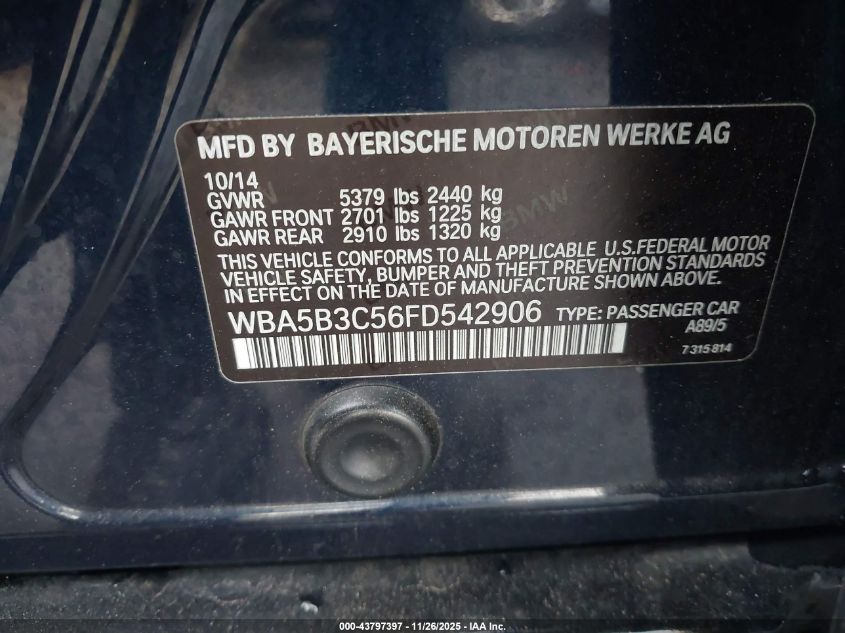 MFD BY BAYERISCHE MOTOREN WERKE AG
10/14
GVWR 5379 lbs 2440 kg
GAWR FRONT 2701 lbs 1225 kg
GAWR REAR 2910 lbs 1320 kg
THIS VEHICLE CONFORMS TO ALL APPLICABLE U.S.FEDERAL MOTOR
VEHICLE SAFETY, BUMPER AND THEFT PREVENTION STANDARDS
IN EFFECT ON THE DATE OF MANUFACTURE SHOWN ABOVE.
WBA5B3C56FD542906 TYPE: PASSENGER CAR
A89/5
7 315 814
000-43797397 - 11/26/2025 - IAA Inc.